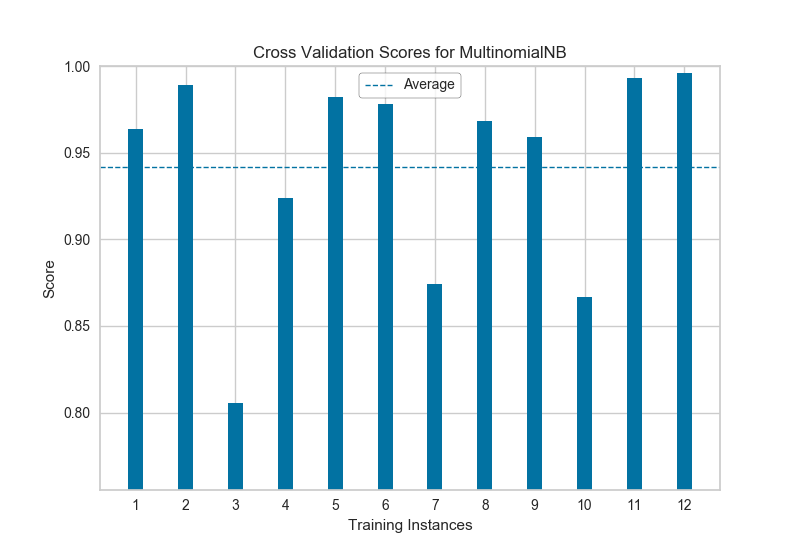 Cross Validation Scores for MultinomialNB
Average
1.00
0.95
0.90
0.85
0.80
Score
1 2 3 4 5 6 7 8 9 10 11 12
Training Instances